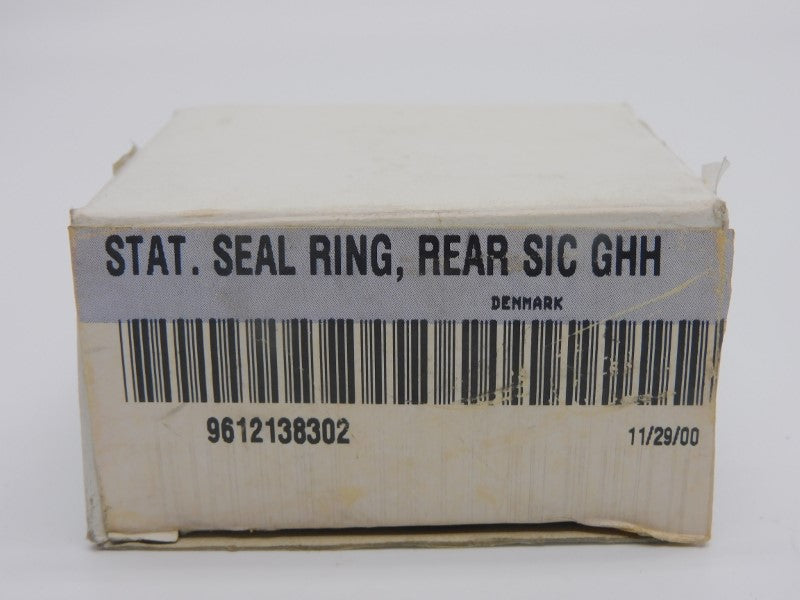 STAT. SEAL RING, REAR SIC GHH
DENMARK
9612138302
11/29/00